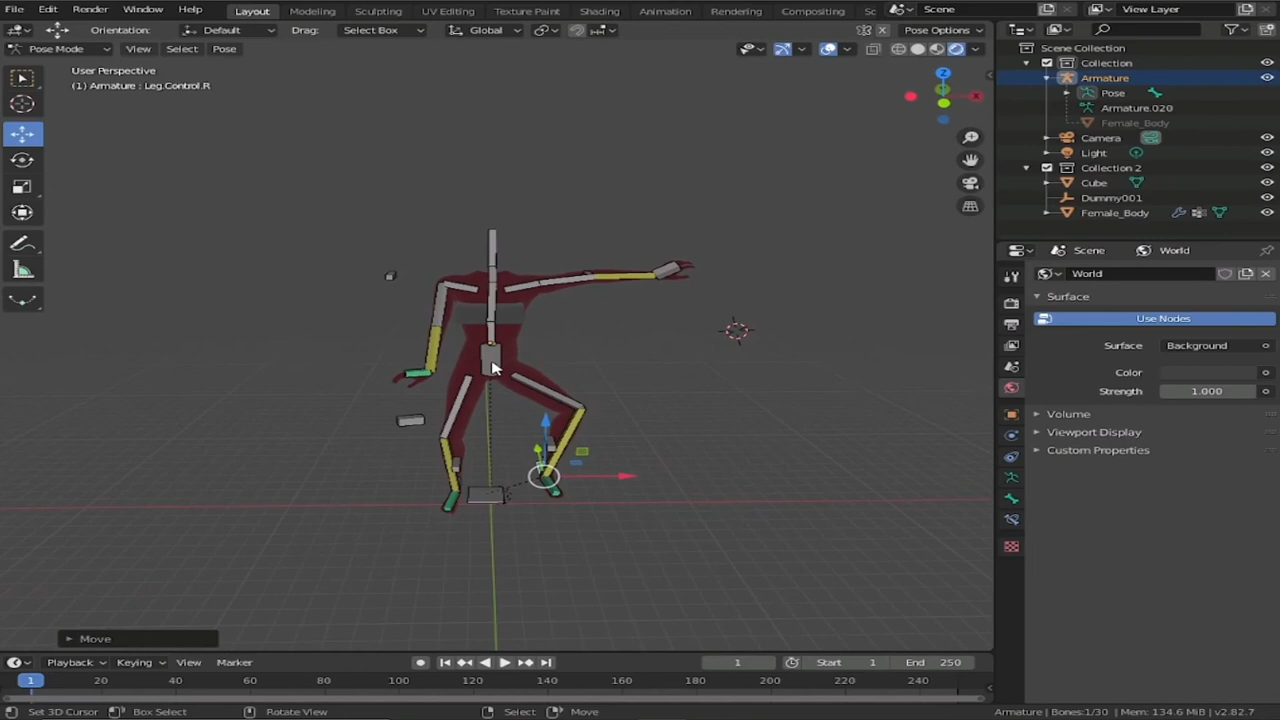 File Edit Render Window Help Layout Modeling Sculpting UV Editing Texture Paint Shading Animation Rendering Compositing Sc Scene View Layer
Orientation: Default Drag: Select Box Global Pose Options
Pose Mode View Select Pose
User Perspective
(1) Armature : Leg.Control.R
Z
X
Scene Collection
Collection
Armature
Pose
Armature.020
Female_Body
Camera
Light
Collection 2
Cube
Dummy001
Female_Body
Scene World
World
Surface
Use Nodes
Surface: Background
Color:
Strength: 1.000
Volume
Viewport Display
Custom Properties
Move
Playback Keying View Marker 1 Start 1 End 250
1 20 40 60 80 100 120 140 160 180 200 220 240
Set 3D Cursor Box Select Rotate View Select Move Armature | Bones:1/30 | Mem: 134.6 MiB | v2.82.7